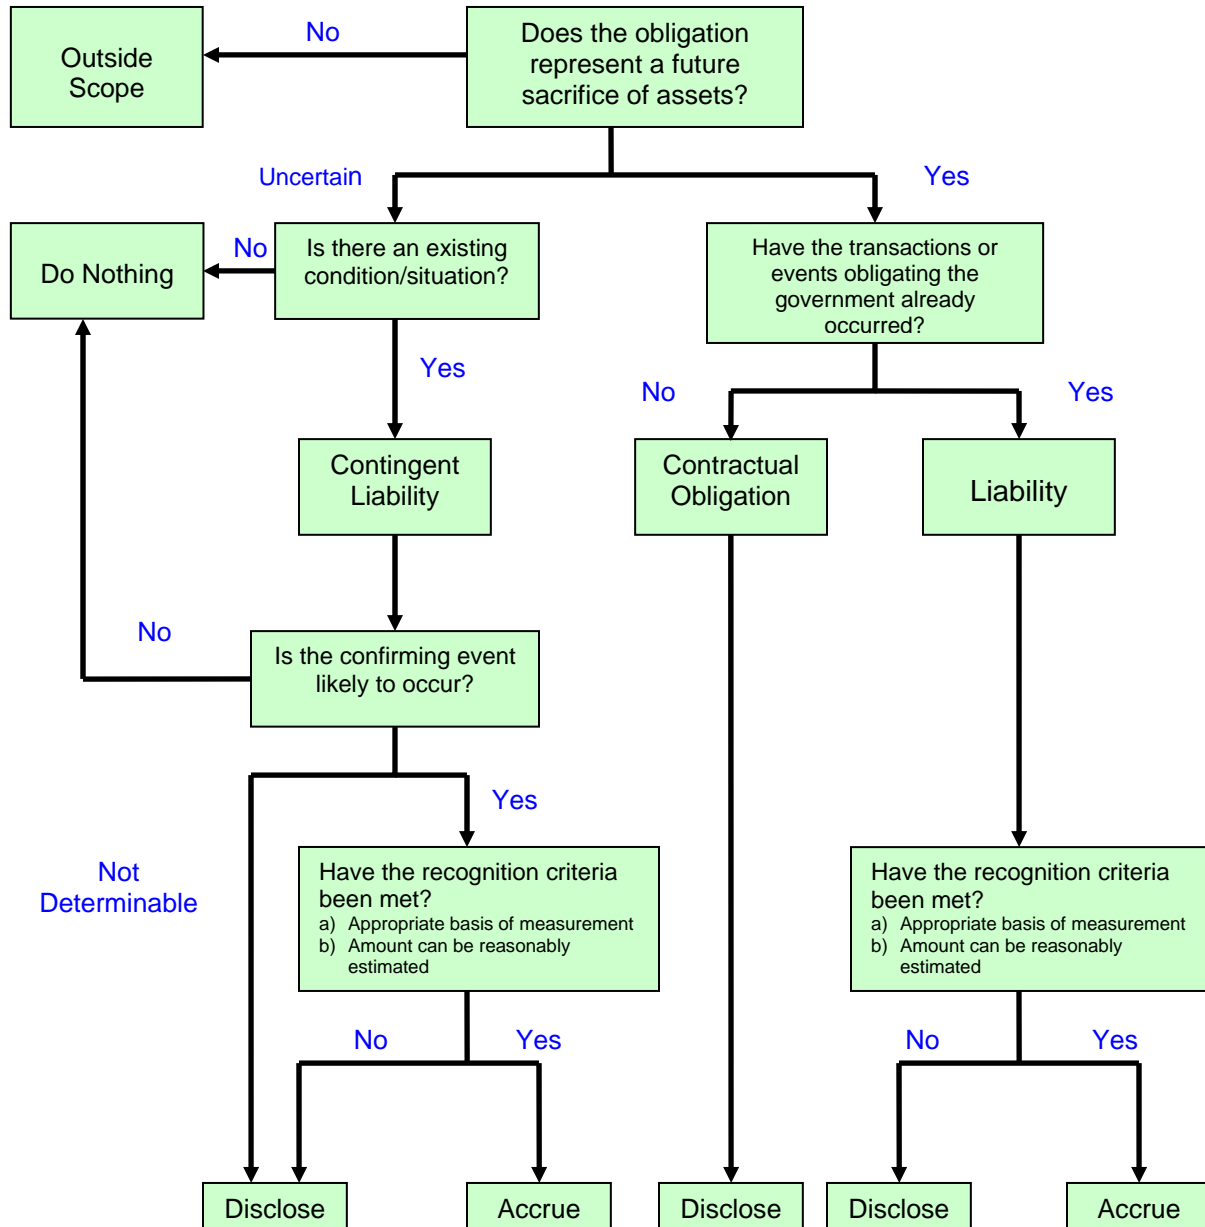 No
Does the obligation
represent a future
sacrifice of assets?
Outside
Scope
Uncertain
Yes
Do Nothing
No
Is there an existing
condition/situation?
Have the transactions or
events obligating the
government already
occurred?
Yes
No
Yes
Contingent
Liability
Contractual
Obligation
Liability
No
Is the confirming event
likely to occur?
Yes
Not
Determinable
Have the recognition criteria
been met?
a) Appropriate basis of measurement
b) Amount can be reasonably
estimated
Have the recognition criteria
been met?
a) Appropriate basis of measurement
b) Amount can be reasonably
estimated
No
Yes
No
Yes
Disclose
Accrue
Disclose
Disclose
Accrue